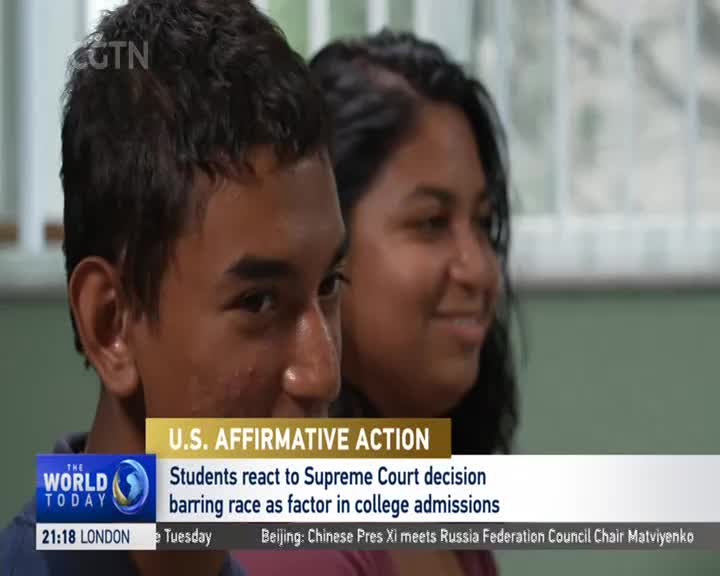 CGTN
U.S. AFFIRMATIVE ACTION
Students react to Supreme Court decision
barring race as factor in college admissions
THE
WORLD
TODAY
21:18 LONDON
e Tuesday Beijing: Chinese Pres Xi meets Russia Federation Council Chair Matviyenko